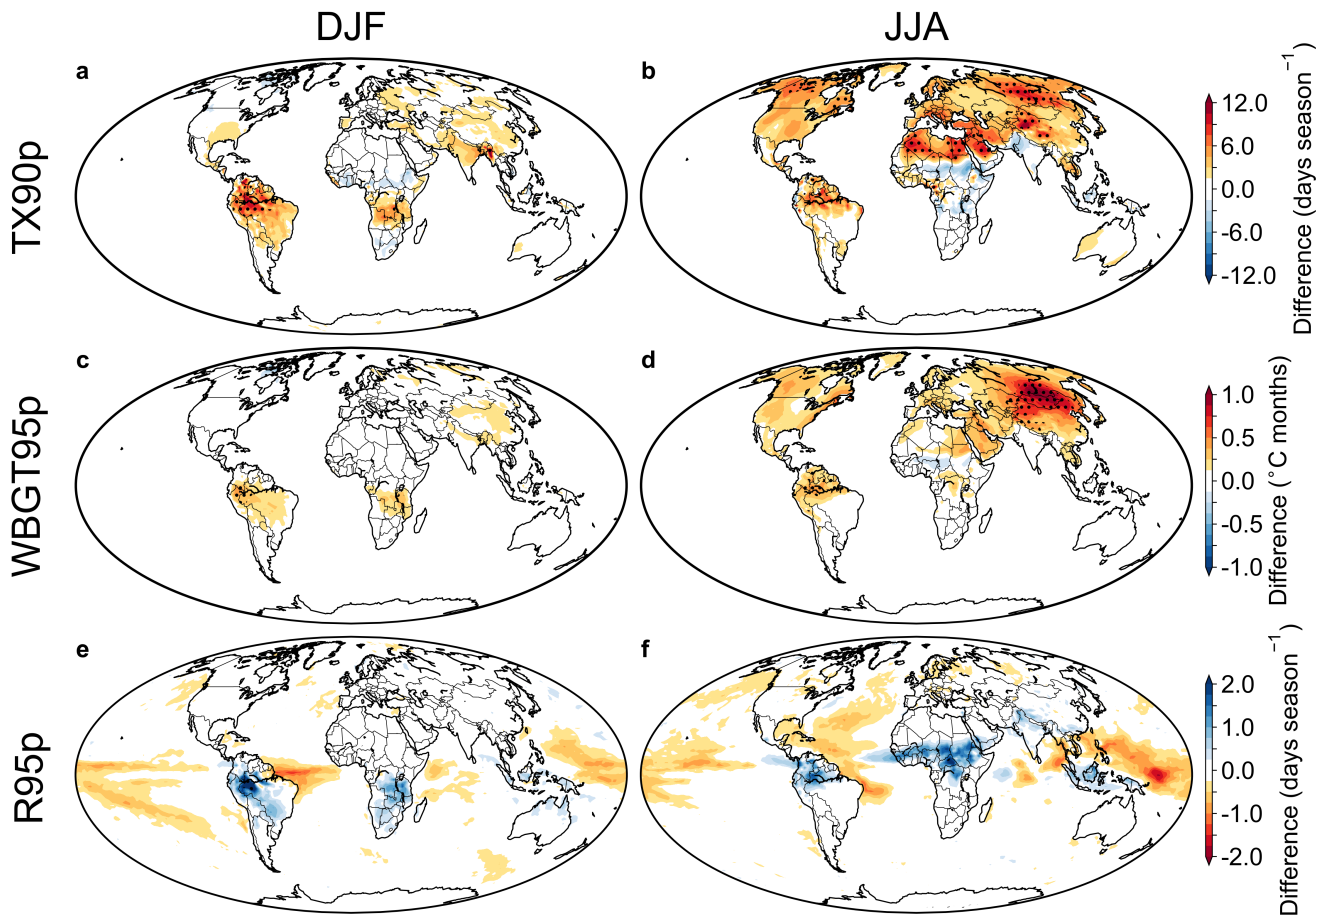 DJF
JJA
TX90p
a
b
12.0
6.0
0.0
-6.0
-12.0
Difference (days season⁻¹)
WBGT95p
c
d
1.0
0.5
0.0
-0.5
-1.0
Difference (°C months)
R95p
e
f
2.0
1.0
0.0
-1.0
-2.0
Difference (days season⁻¹)